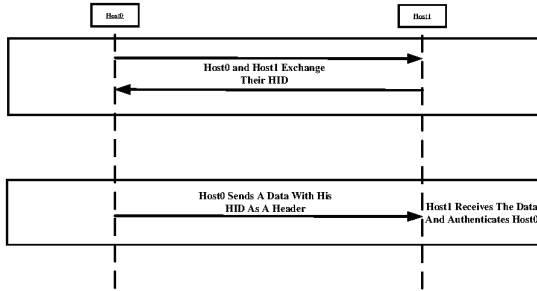 Host0
Host1
Host0 and Host1 Exchange
Their HID
Host0 Sends A Data With His
HID As A Header
Host1 Receives The Data
And Authenticates Host0